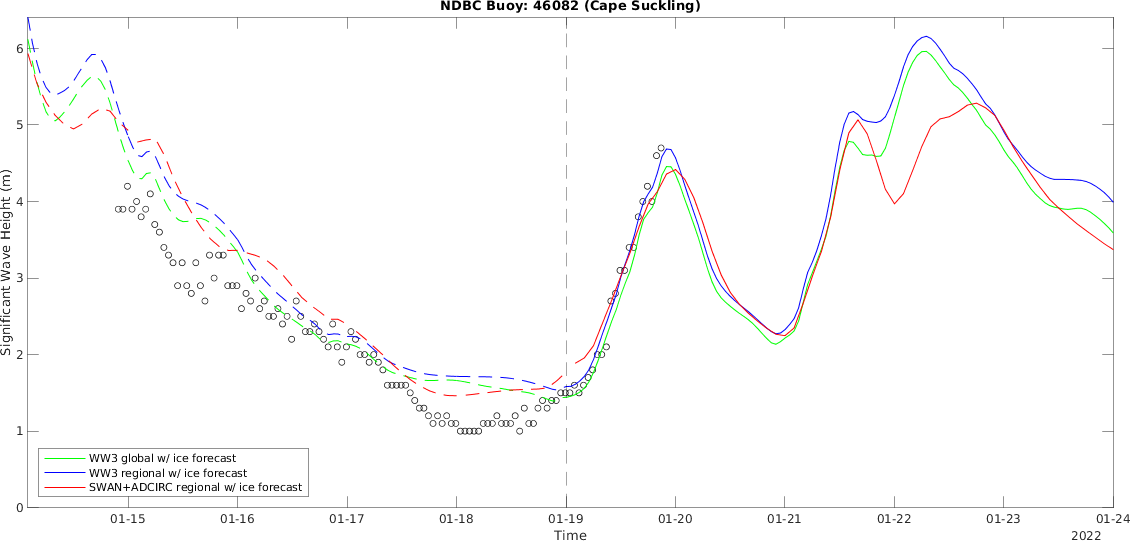 NDBC Buoy: 46082 (Cape Suckling)
Significant Wave Height (m)
6
5
4
3
2
1
0
WW3 global w/ ice forecast
WW3 regional w/ ice forecast
SWAN+ADCIRC regional w/ ice forecast
01-15 01-16 01-17 01-18 01-19 01-20 01-21 01-22 01-23 01-24
Time
2022